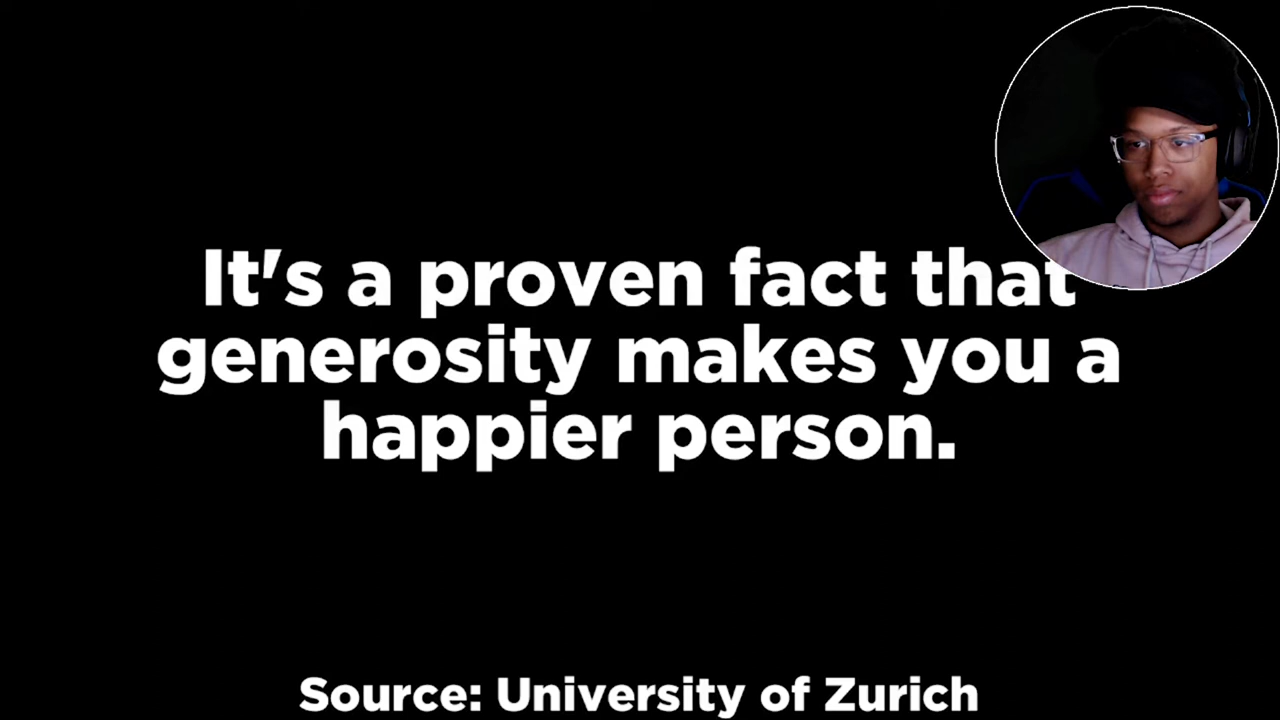 It's a proven fact that
generosity makes you a
happier person.
Source: University of Zurich